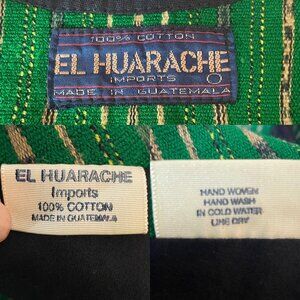 100% COTTON
EL HUARACHE
IMPORTS
MADE IN GUATEMALA
EL HUARACHE
Imports
100% COTTON
MADE IN GUATEMALA
HAND WOVEN
HAND WASH
IN COLD WATER
LINE DRY